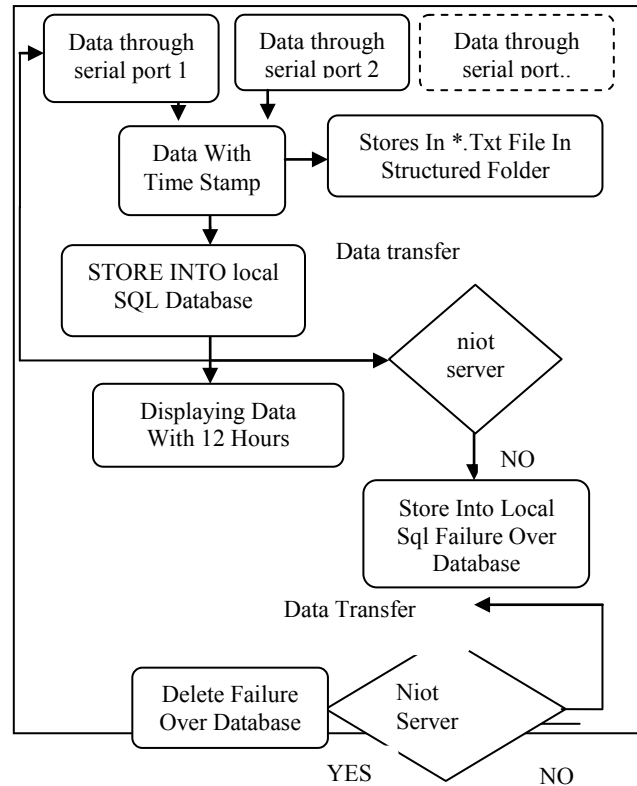 Data through
serial port 1
Data through
serial port 2
Data through
serial port..
Data With
Time Stamp
Stores In *.Txt File In
Structured Folder
STORE INTO local
SQL Database
Data transfer
niot
server
Displaying Data
With 12 Hours
NO
Store Into Local
Sql Failure Over
Database
Data Transfer
Delete Failure
Over Database
Niot
Server
YES
NO